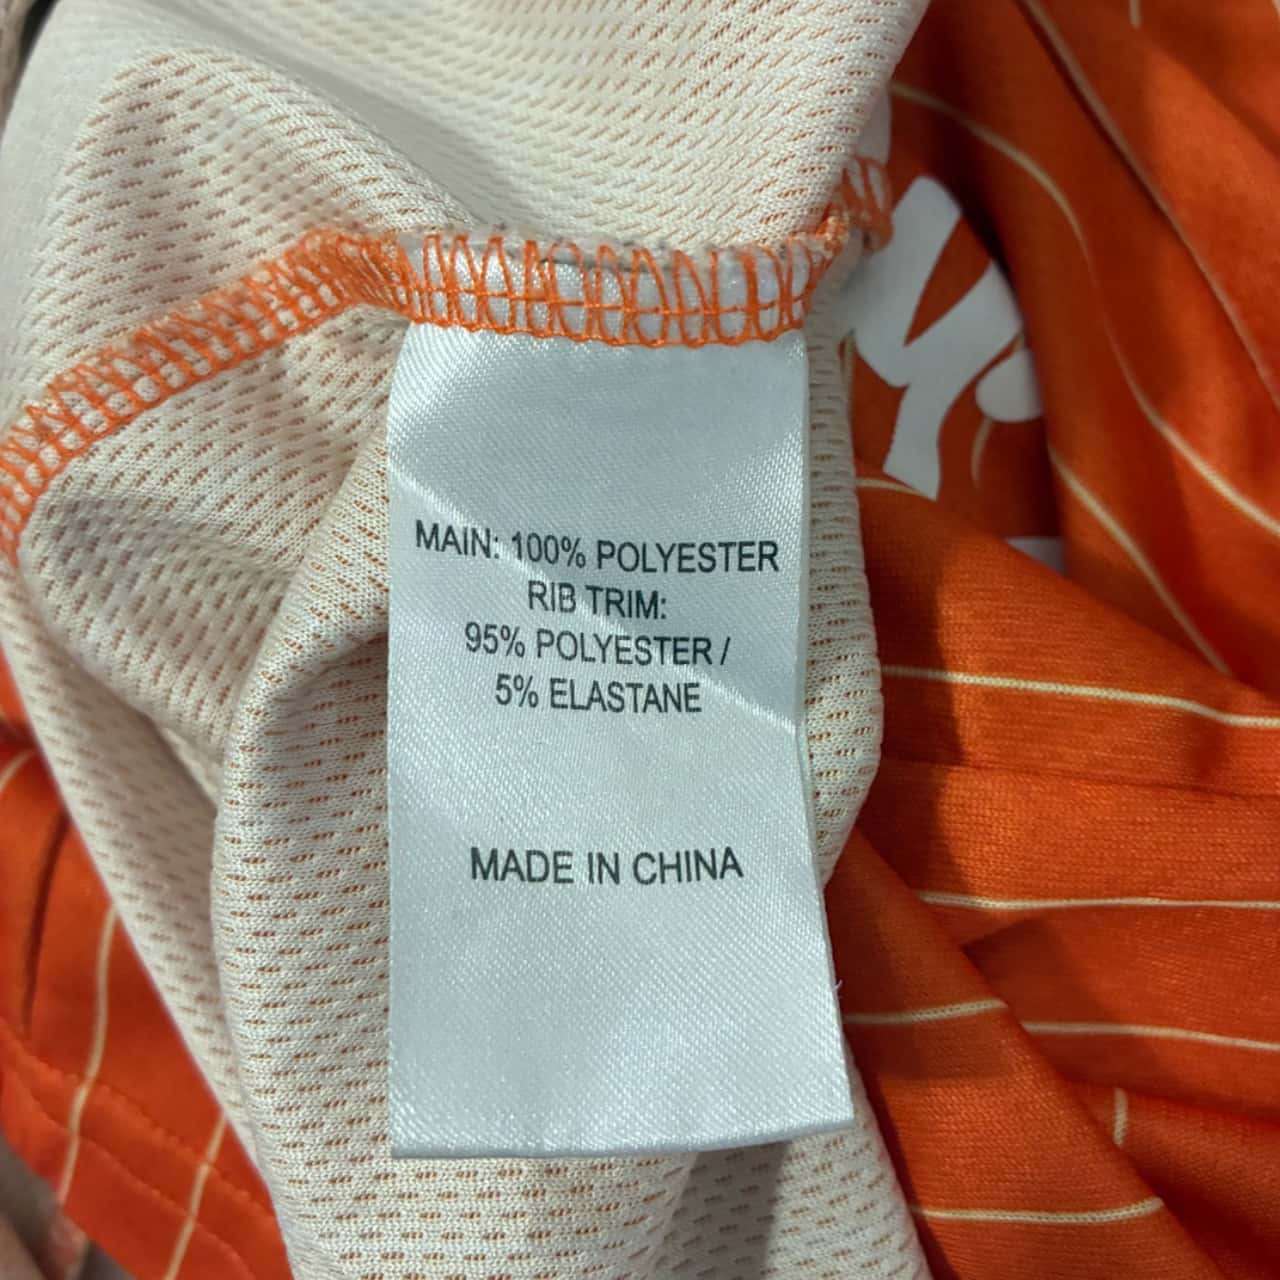 MAIN: 100% POLYESTER
RIB TRIM:
95% POLYESTER /
5% ELASTANE
MADE IN CHINA